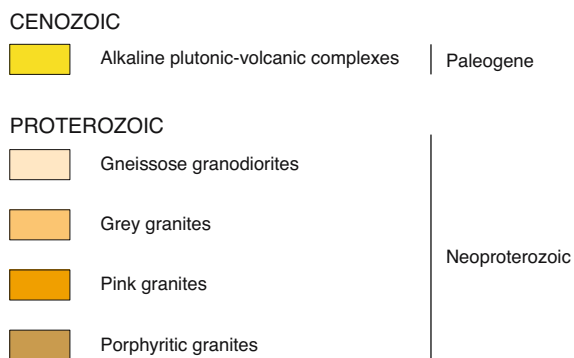 CENOZOIC
Alkaline plutonic-volcanic complexes
Paleogene
PROTEROZOIC
Gneissose granodiorites
Grey granites
Neoproterozoic
Pink granites
Porphyritic granites